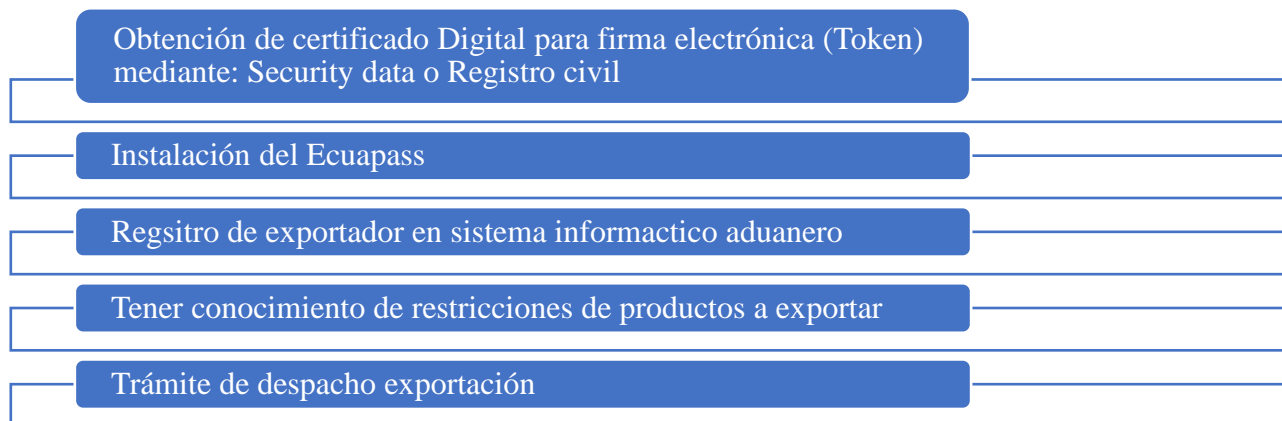 Obtención de certificado Digital para firma electrónica (Token)
mediante: Security data o Registro civil
Instalación del Ecuapass
Regsitro de exportador en sistema informactico aduanero
Tener conocimiento de restricciones de productos a exportar
Trámite de despacho exportación